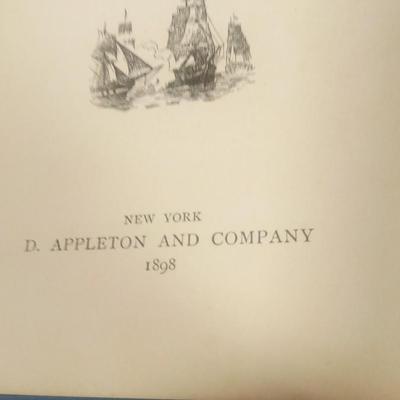 NEW YORK
D. APPLETON AND COMPANY
1898